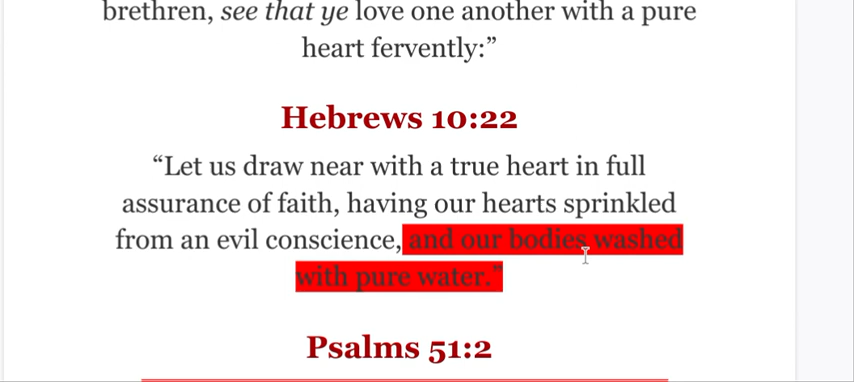 brethren, see that ye love one another with a pure
heart fervently:”
Hebrews 10:22
“Let us draw near with a true heart in full
assurance of faith, having our hearts sprinkled
from an evil conscience, and our bodies washed
with pure water.”
Psalms 51:2